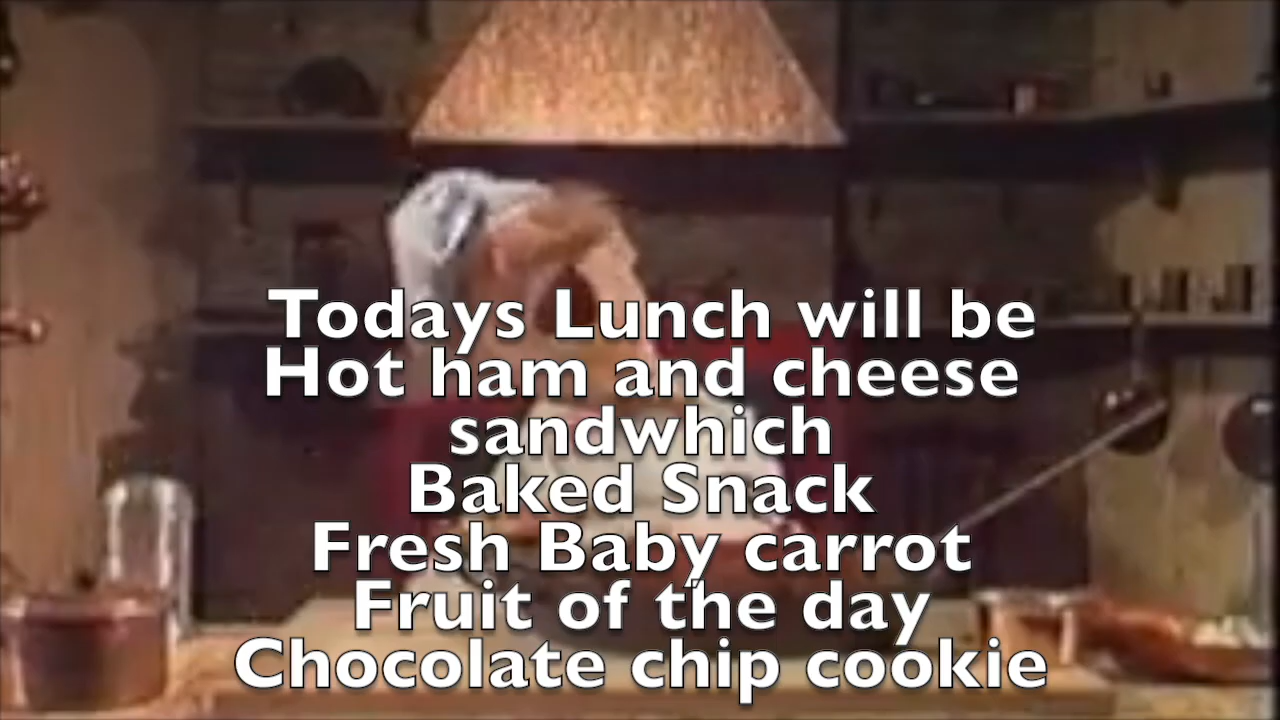 Todays Lunch will be
Hot ham and cheese
sandwhich
Baked Snack
Fresh Baby carrot
Fruit of the day
Chocolate chip cookie